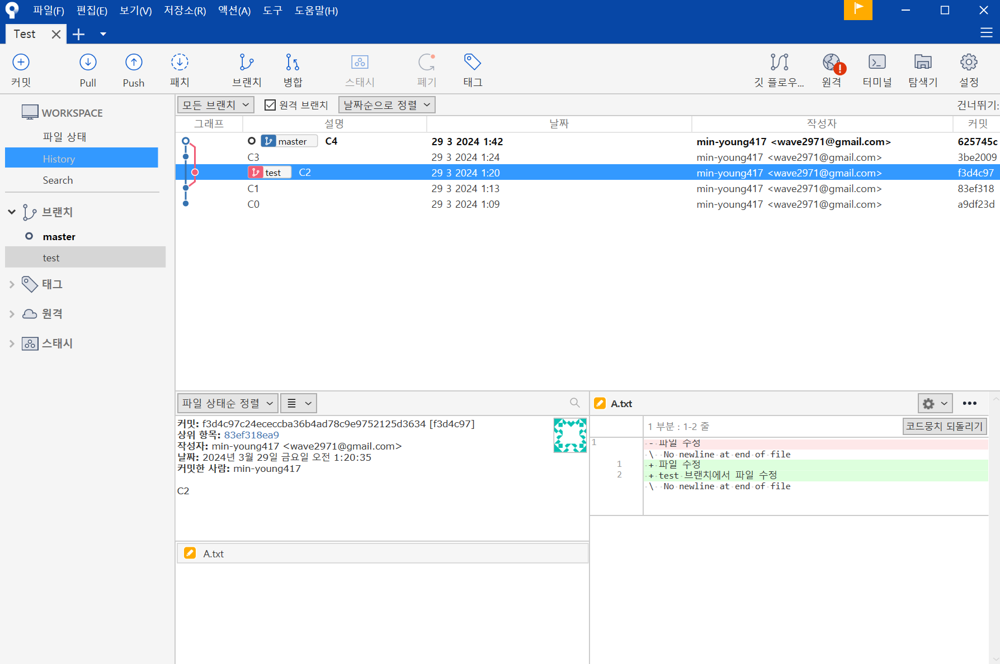 파일(F) 편집(E) 보기(V) 저장소(R) 액션(A) 도구 도움말(H)
Test
커밋 Pull Push 패치 브랜치 병합 스태시 폐기 태그 깃 플로우... 원격 터미널 탐색기 설정
WORKSPACE
파일 상태
History
Search
브랜치
master
test
태그
원격
스태시
모든 브랜치 원격 브랜치 날짜순으로 정렬 건너뛰기:
그래프 설명 날짜 작성자 커밋
master C4 29 3 2024 1:42 min-young417 <wave2971@gmail.com> 625745c
C3 29 3 2024 1:24 min-young417 <wave2971@gmail.com> 3be2009
test C2 29 3 2024 1:20 min-young417 <wave2971@gmail.com> f3d4c97
C1 29 3 2024 1:13 min-young417 <wave2971@gmail.com> 83ef318
C0 29 3 2024 1:09 min-young417 <wave2971@gmail.com> a9df23d
파일 상태순 정렬
커밋: f3d4c97c24ececcba36b4ad78c9e9752125d3634 [f3d4c97]
상위 항목: 83ef318ea9
작성자: min-young417 <wave2971@gmail.com>
날짜: 2024년 3월 29일 금요일 오전 1:20:35
커밋한 사람: min-young417
C2
A.txt
A.txt
1 부분 : 1-2 줄 코드뭉치 되돌리기
1 - 파일 수정
\ No newline at end of file
1 + 파일 수정
2 + test 브랜치에서 파일 수정
\ No newline at end of file